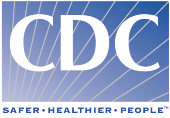 CDC
SAFER • HEALTHIER • PEOPLE™